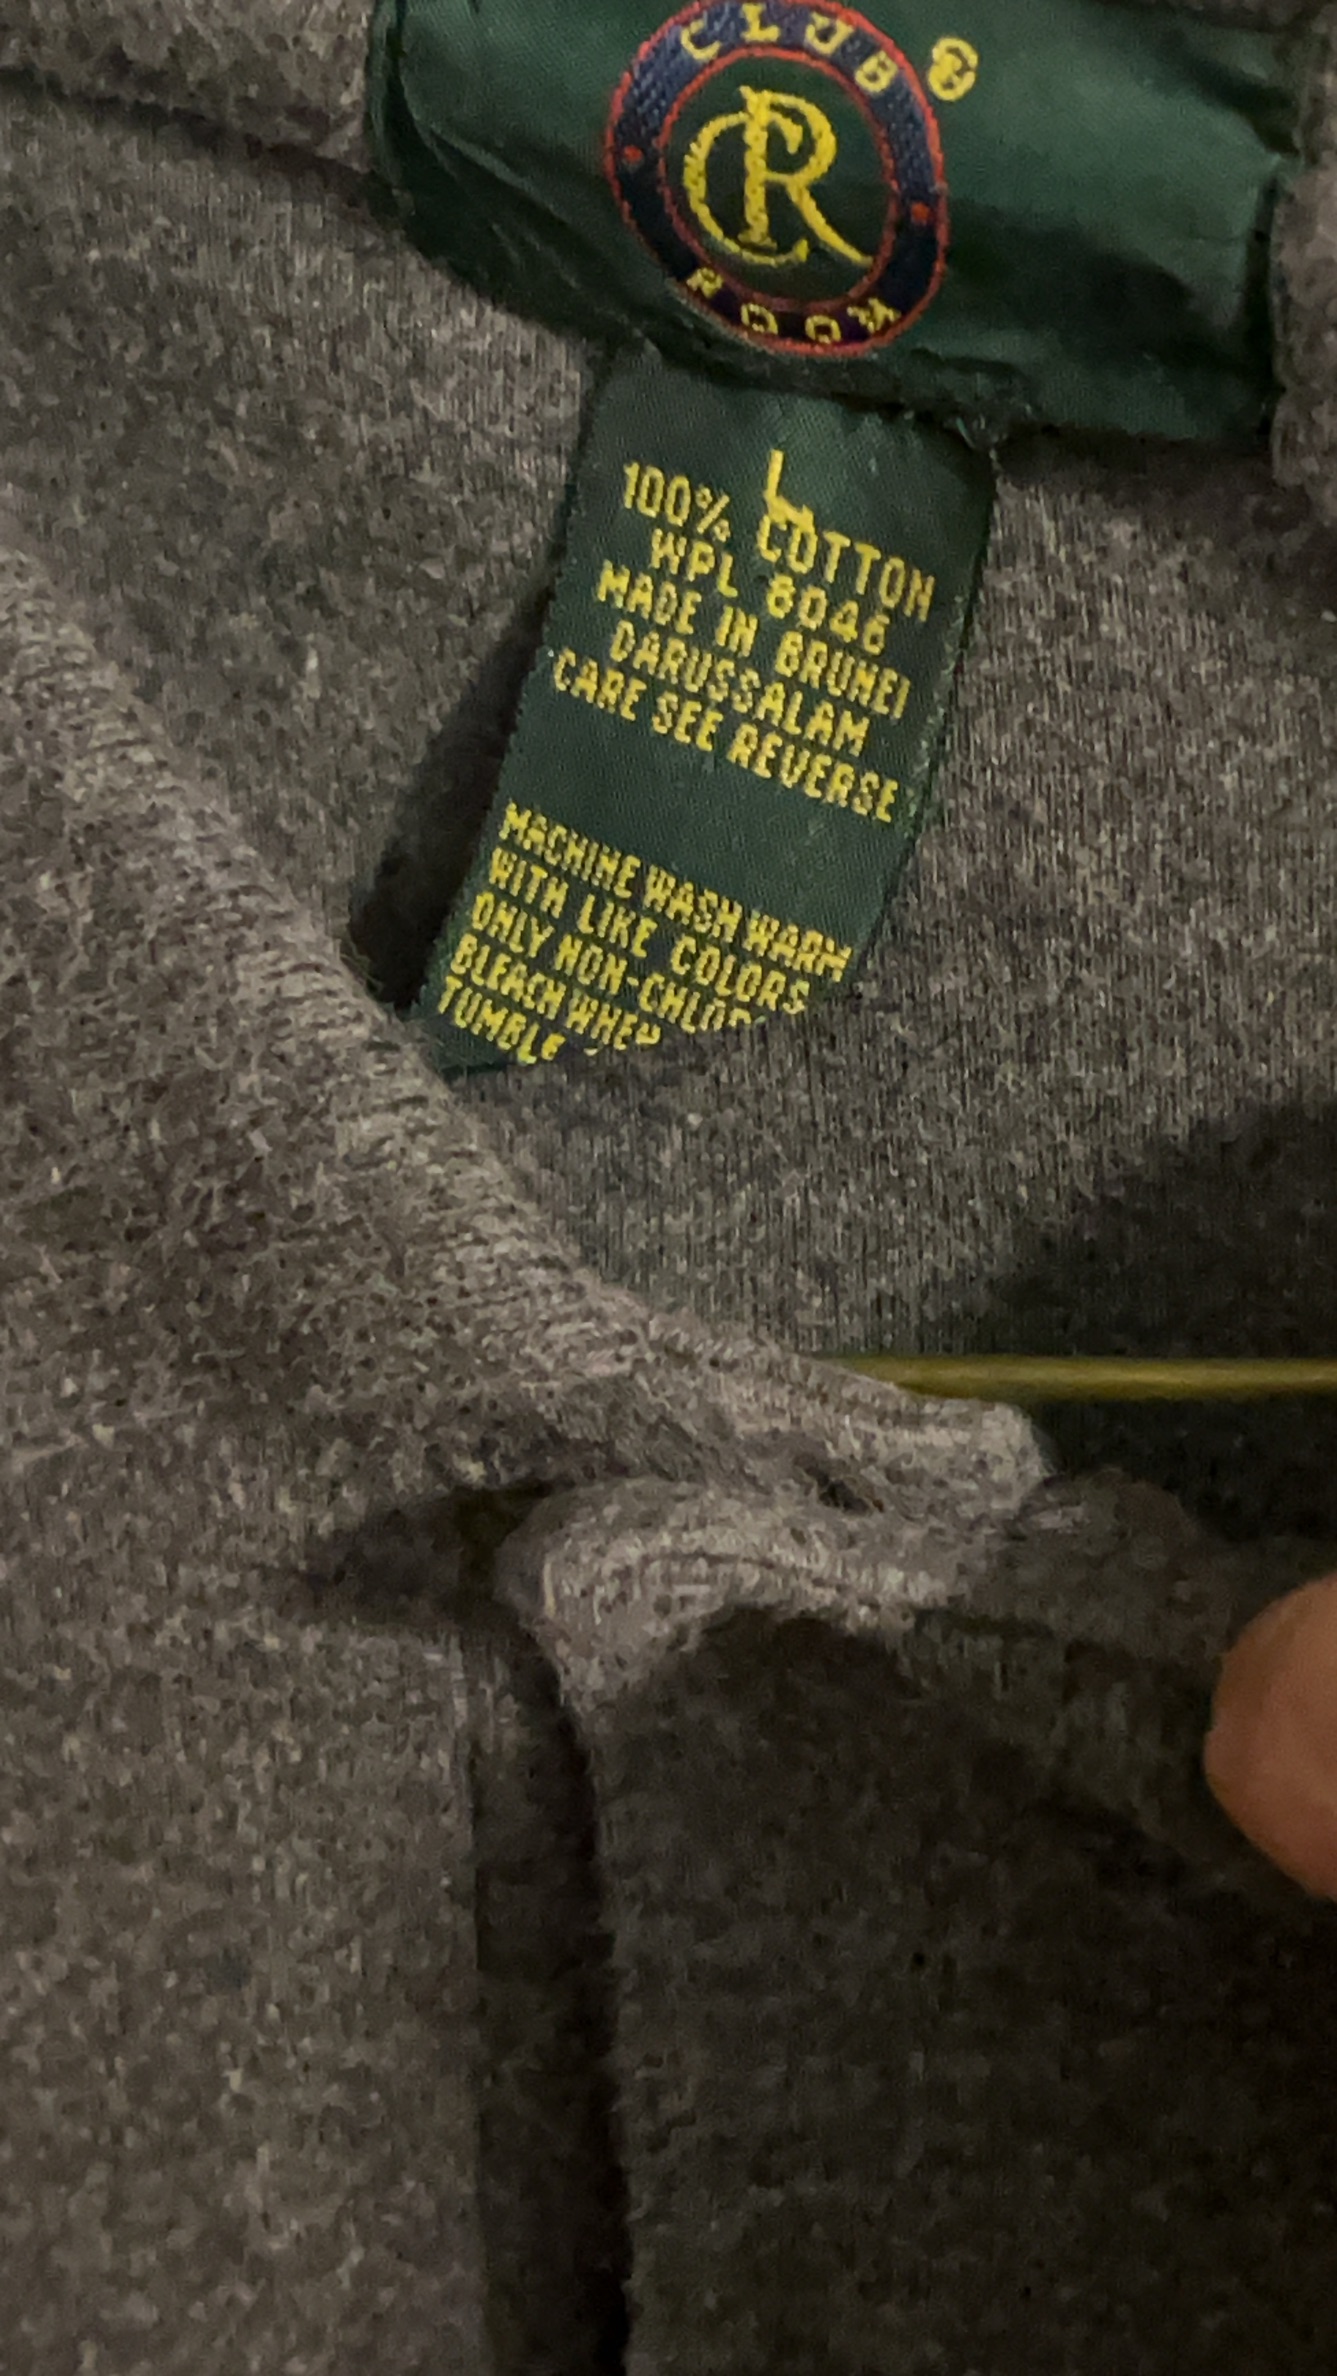 CLUB ®
CR
ROOM
L
100% COTTON
WPL 8046
MADE IN BRUNEI
DARUSSALAM
CARE SEE REVERSE
MACHINE WASH WARM
WITH LIKE COLORS
ONLY NON-CHLOR
BLEACH WHEN
TUMBLE